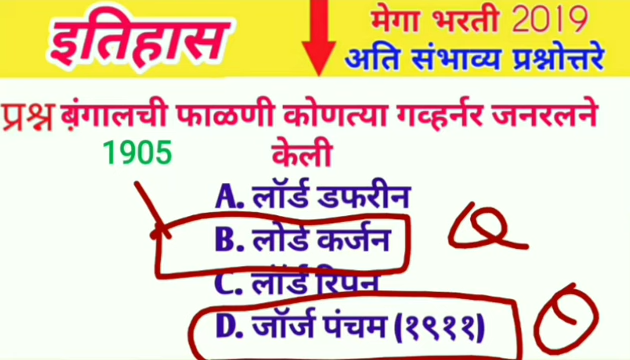 इतिहास
मेगा भरती 2019
अति संभाव्य प्रश्नोत्तरे
प्रश्न. बंगालची फाळणी कोणत्या गव्हर्नर जनरलने
1905 केली
A. लॉर्ड डफरीन
B. लोर्ड कर्जन
C. लॉर्ड रिपन
D. जॉर्ज पंचम (१९११)